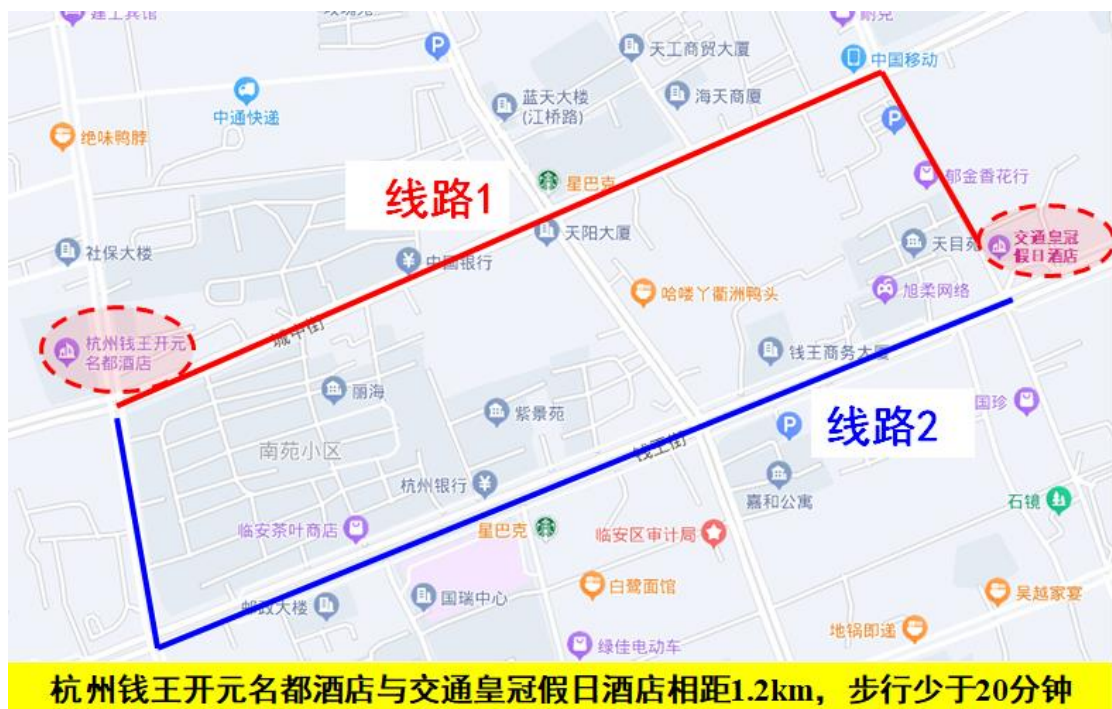 建工宾馆
耐克
天工商贸大厦
中国移动
蓝天大楼
(江桥路)
海天商厦
中通快递
绝味鸭脖
星巴克
郁金香花行
线路1
天阳大厦
天目苑
交通皇冠
假日酒店
社保大楼
中国银行
哈喽丫衢洲鸭头
旭柔网络
杭州钱王开元
名都酒店
城中街
钱王商务大厦
丽海
紫景苑
国珍
线路2
南苑小区
钱王街
杭州银行
嘉和公寓
石镜
临安茶叶商店
星巴克
临安区审计局
白鹭面馆
国瑞中心
邮政大楼
吴越家宴
地锅即递
绿佳电动车
杭州钱王开元名都酒店与交通皇冠假日酒店相距1.2km，步行少于20分钟